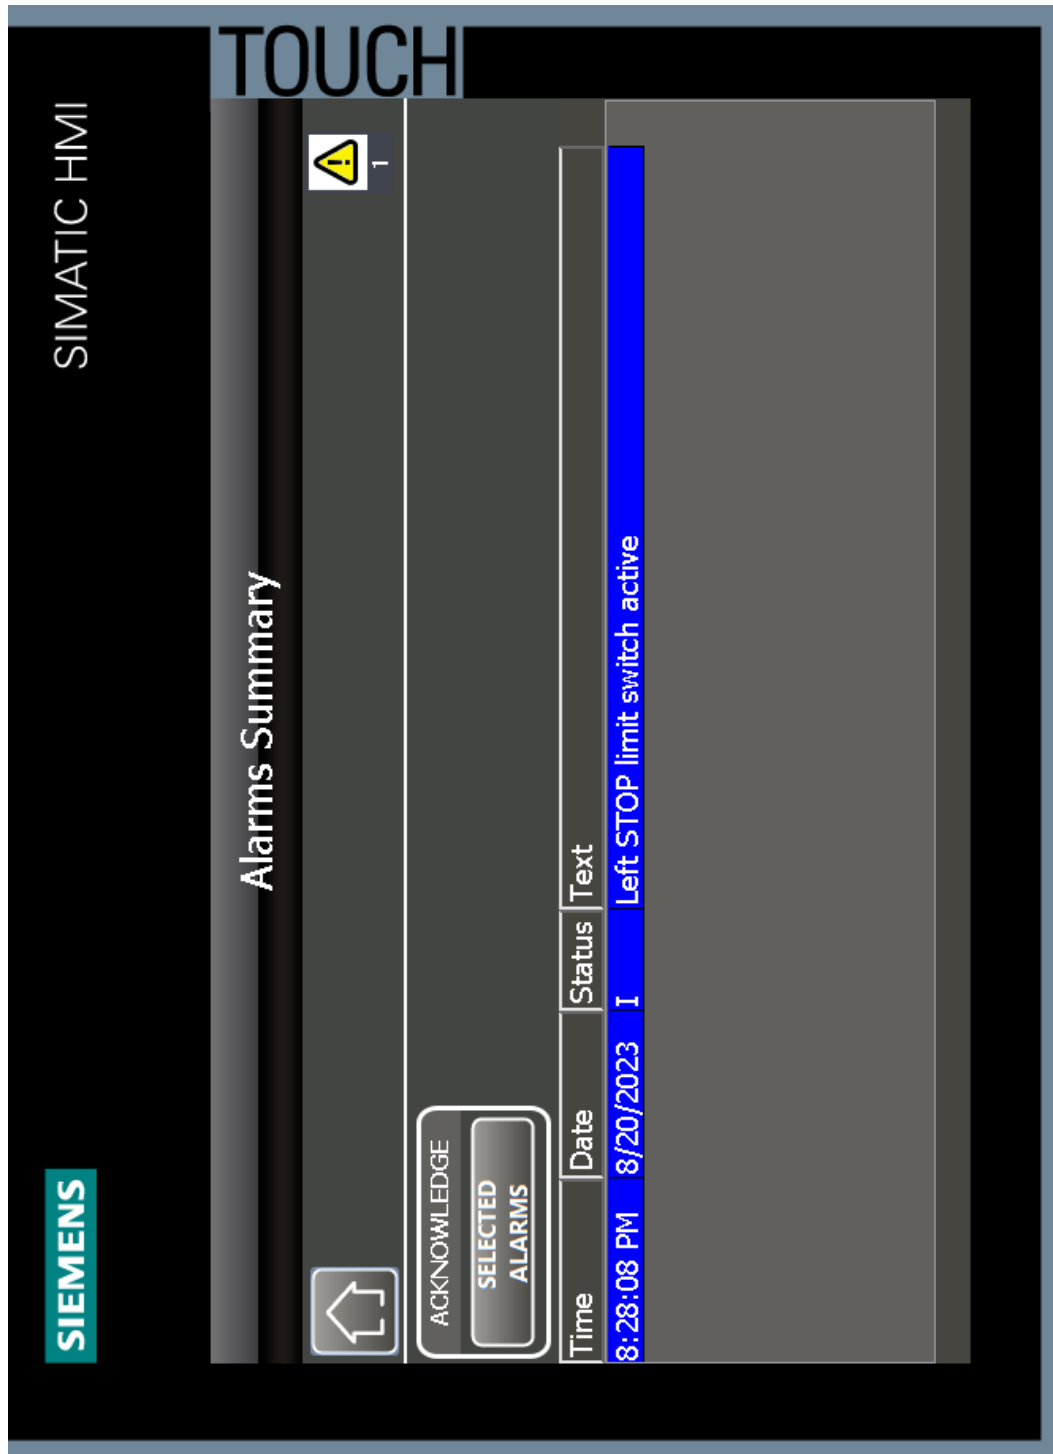 SIEMENS
SIMATIC HMI
TOUCH
Alarms Summary
1
ACKNOWLEDGE
SELECTED
ALARMS
Time Date Status Text
8:28:08 PM 8/20/2023 I Left STOP limit switch active